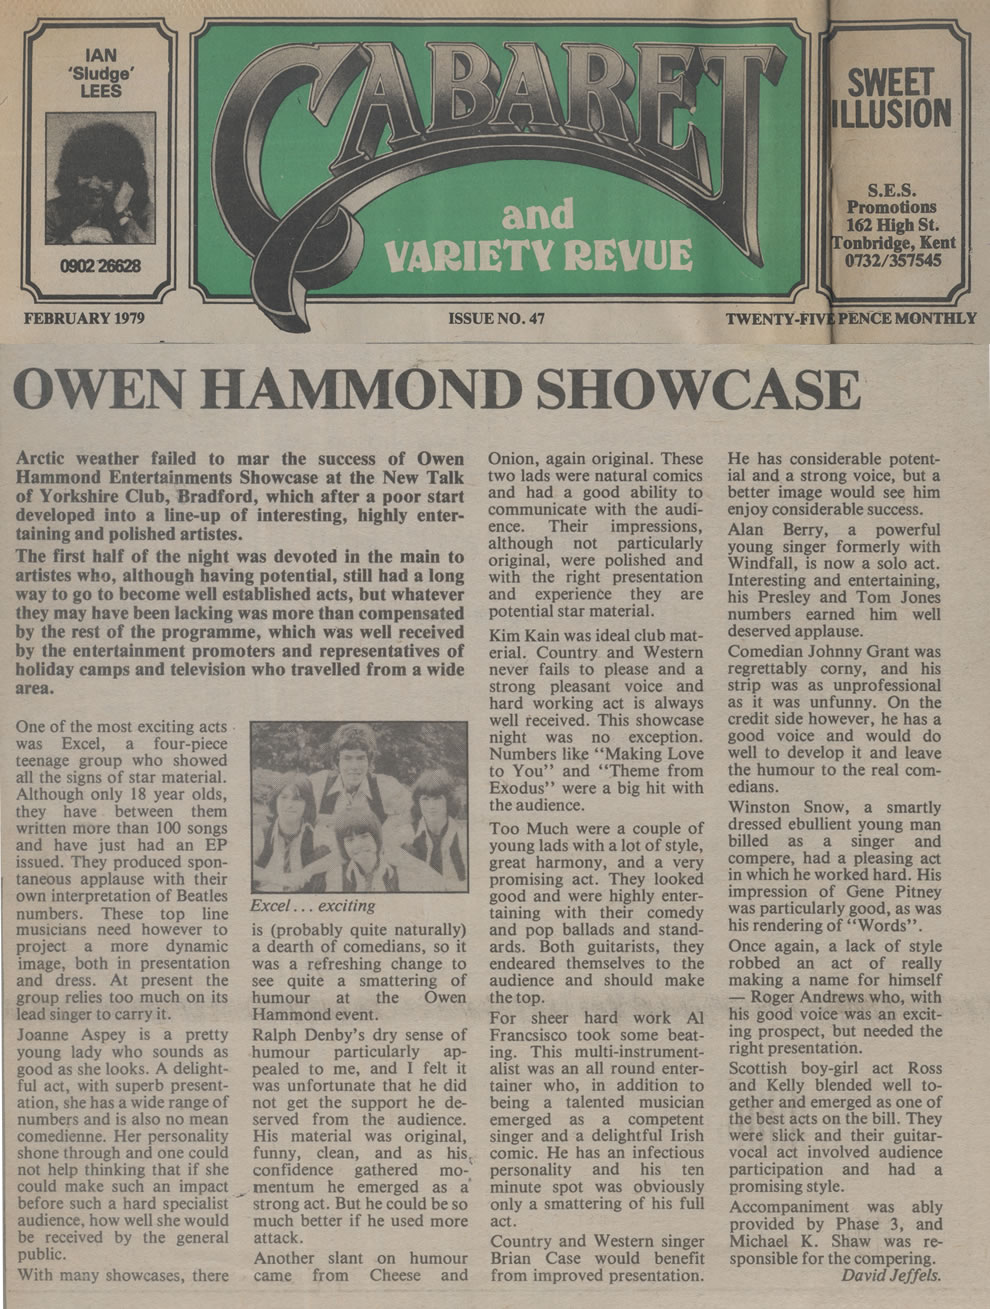 IAN
'Sludge'
LEES
0902 26628
CABARET
and
VARIETY REVUE
SWEET
ILLUSION
S.E.S.
Promotions
162 High St.
Tonbridge, Kent
0732/357545
FEBRUARY 1979
ISSUE NO. 47
TWENTY-FIVE PENCE MONTHLY
OWEN HAMMOND SHOWCASE
Arctic weather failed to mar the success of Owen
Hammond Entertainments Showcase at the New Talk
of Yorkshire Club, Bradford, which after a poor start
developed into a line-up of interesting, highly enter-
taining and polished artistes.
The first half of the night was devoted in the main to
artistes who, although having potential, still had a long
way to go to become well established acts, but whatever
they may have been lacking was more than compensated
by the rest of the programme, which was well received
by the entertainment promoters and representatives of
holiday camps and television who travelled from a wide
area.
One of the most exciting acts
was Excel, a four-piece
teenage group who showed
all the signs of star material.
Although only 18 year olds,
they have between them
written more than 100 songs
and have just had an EP
issued. They produced spon-
taneous applause with their
own interpretation of Beatles
numbers. These top line
musicians need however to
project a more dynamic
image, both in presentation
and dress. At present the
group relies too much on its
lead singer to carry it.
Joanne Aspey is a pretty
young lady who sounds as
good as she looks. A delight-
ful act, with superb present-
ation, she has a wide range of
numbers and is also no mean
comedienne. Her personality
shone through and one could
not help thinking that if she
could make such an impact
before such a hard specialist
audience, how well she would
be received by the general
public.
With many showcases, there
Excel... exciting
is (probably quite naturally)
a dearth of comedians, so it
was a refreshing change to
see quite a smattering of
humour at the Owen
Hammond event.
Ralph Denby's dry sense of
humour particularly ap-
pealed to me, and I felt it
was unfortunate that he did
not get the support he de-
served from the audience.
His material was original,
funny, clean, and as his
confidence gathered mo-
mentum he emerged as a
strong act. But he could be so
much better if he used more
attack.
Another slant on humour
came from Cheese and
Onion, again original. These
two lads were natural comics
and had a good ability to
communicate with the audi-
ence. Their impressions,
although not particularly
original, were polished and
with the right presentation
and experience they are
potential star material.
Kim Kain was ideal club mat-
erial. Country and Western
never fails to please and a
strong pleasant voice and
hard working act is always
well received. This showcase
night was no exception.
Numbers like "Making Love
to You" and "Theme from
Exodus" were a big hit with
the audience.
Too Much were a couple of
young lads with a lot of style,
great harmony, and a very
promising act. They looked
good and were highly enter-
taining with their comedy
and pop ballads and stand-
ards. Both guitarists, they
endeared themselves to the
audience and should make
the top.
For sheer hard work Al
Francsisco took some beat-
ing. This multi-instrument-
alist was an all round enter-
tainer who, in addition to
being a talented musician
emerged as a competent
singer and a delightful Irish
comic. He has an infectious
personality and his ten
minute spot was obviously
only a smattering of his full
act.
Country and Western singer
Brian Case would benefit
from improved presentation.
He has considerable potent-
ial and a strong voice, but a
better image would see him
enjoy considerable success.
Alan Berry, a powerful
young singer formerly with
Windfall, is now a solo act.
Interesting and entertaining,
his Presley and Tom Jones
numbers earned him well
deserved applause.
Comedian Johnny Grant was
regrettably corny, and his
strip was as unprofessional
as it was unfunny. On the
credit side however, he has a
good voice and would do
well to develop it and leave
the humour to the real com-
edians.
Winston Snow, a smartly
dressed ebullient young man
billed as a singer and
compere, had a pleasing act
in which he worked hard. His
impression of Gene Pitney
was particularly good, as was
his rendering of "Words".
Once again, a lack of style
robbed an act of really
making a name for himself
— Roger Andrews who, with
his good voice was an excit-
ing prospect, but needed the
right presentation.
Scottish boy-girl act Ross
and Kelly blended well to-
gether and emerged as one of
the best acts on the bill. They
were slick and their guitar-
vocal act involved audience
participation and had a
promising style.
Accompaniment was ably
provided by Phase 3, and
Michael K. Shaw was re-
sponsible for the compering.
David Jeffels.